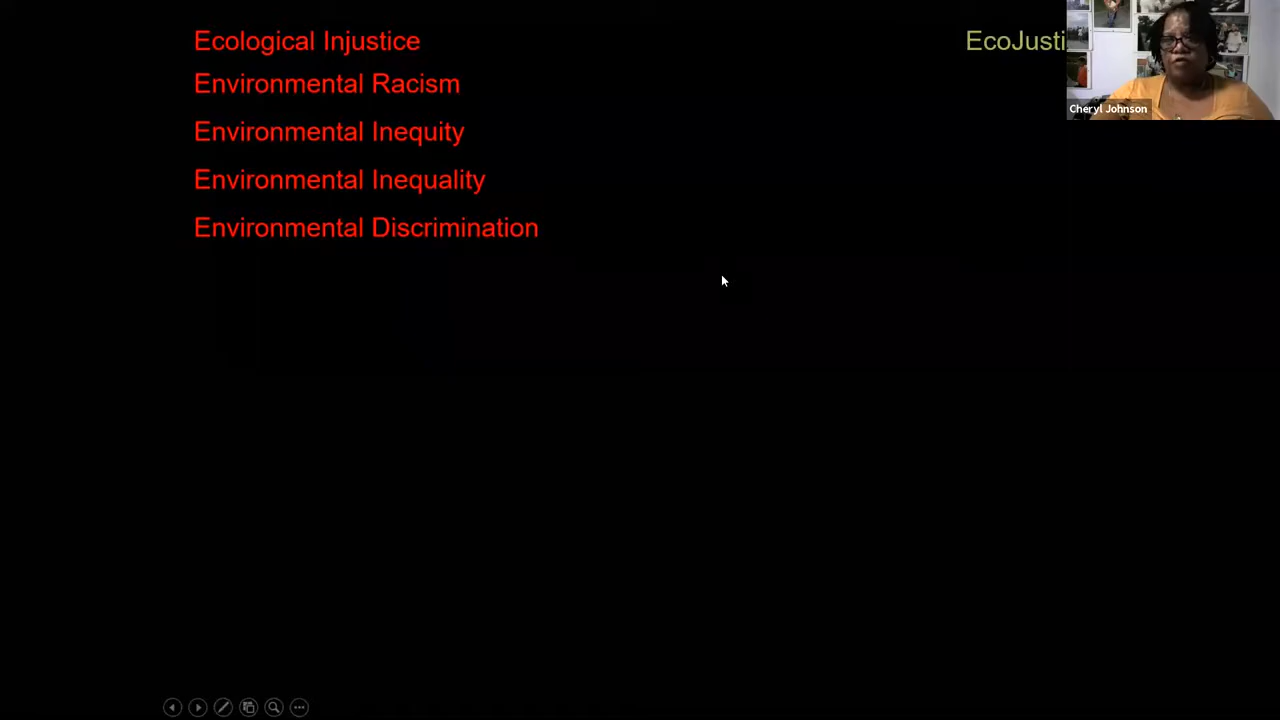 Ecological Injustice
EcoJusti
Environmental Racism
Cheryl Johnson
Environmental Inequity
Environmental Inequality
Environmental Discrimination